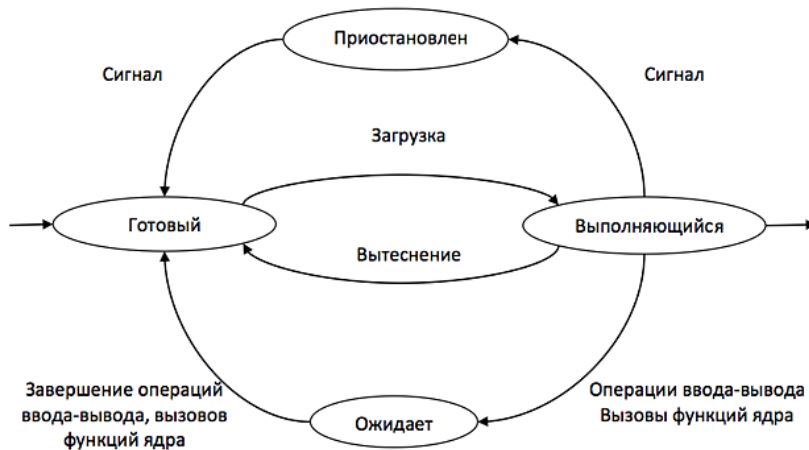 Приостановлен
Сигнал
Сигнал
Загрузка
Готовый
Выполняющийся
Вытеснение
Завершение операций
ввода-вывода, вызовов
функций ядра
Операции ввода-вывода
Вызовы функций ядра
Ожидает